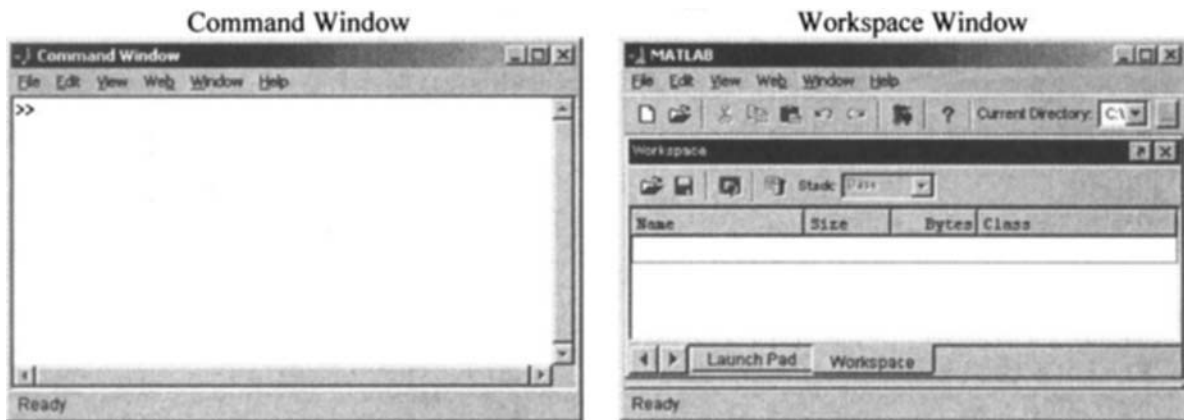 Command Window
Command Window
File Edit View Web Window Help
>>
Ready
Workspace Window
MATLAB
File Edit View Web Window Help
? Current Directory: C:\
Workspace
Stack:
Name Size Bytes Class
Launch Pad Workspace
Ready